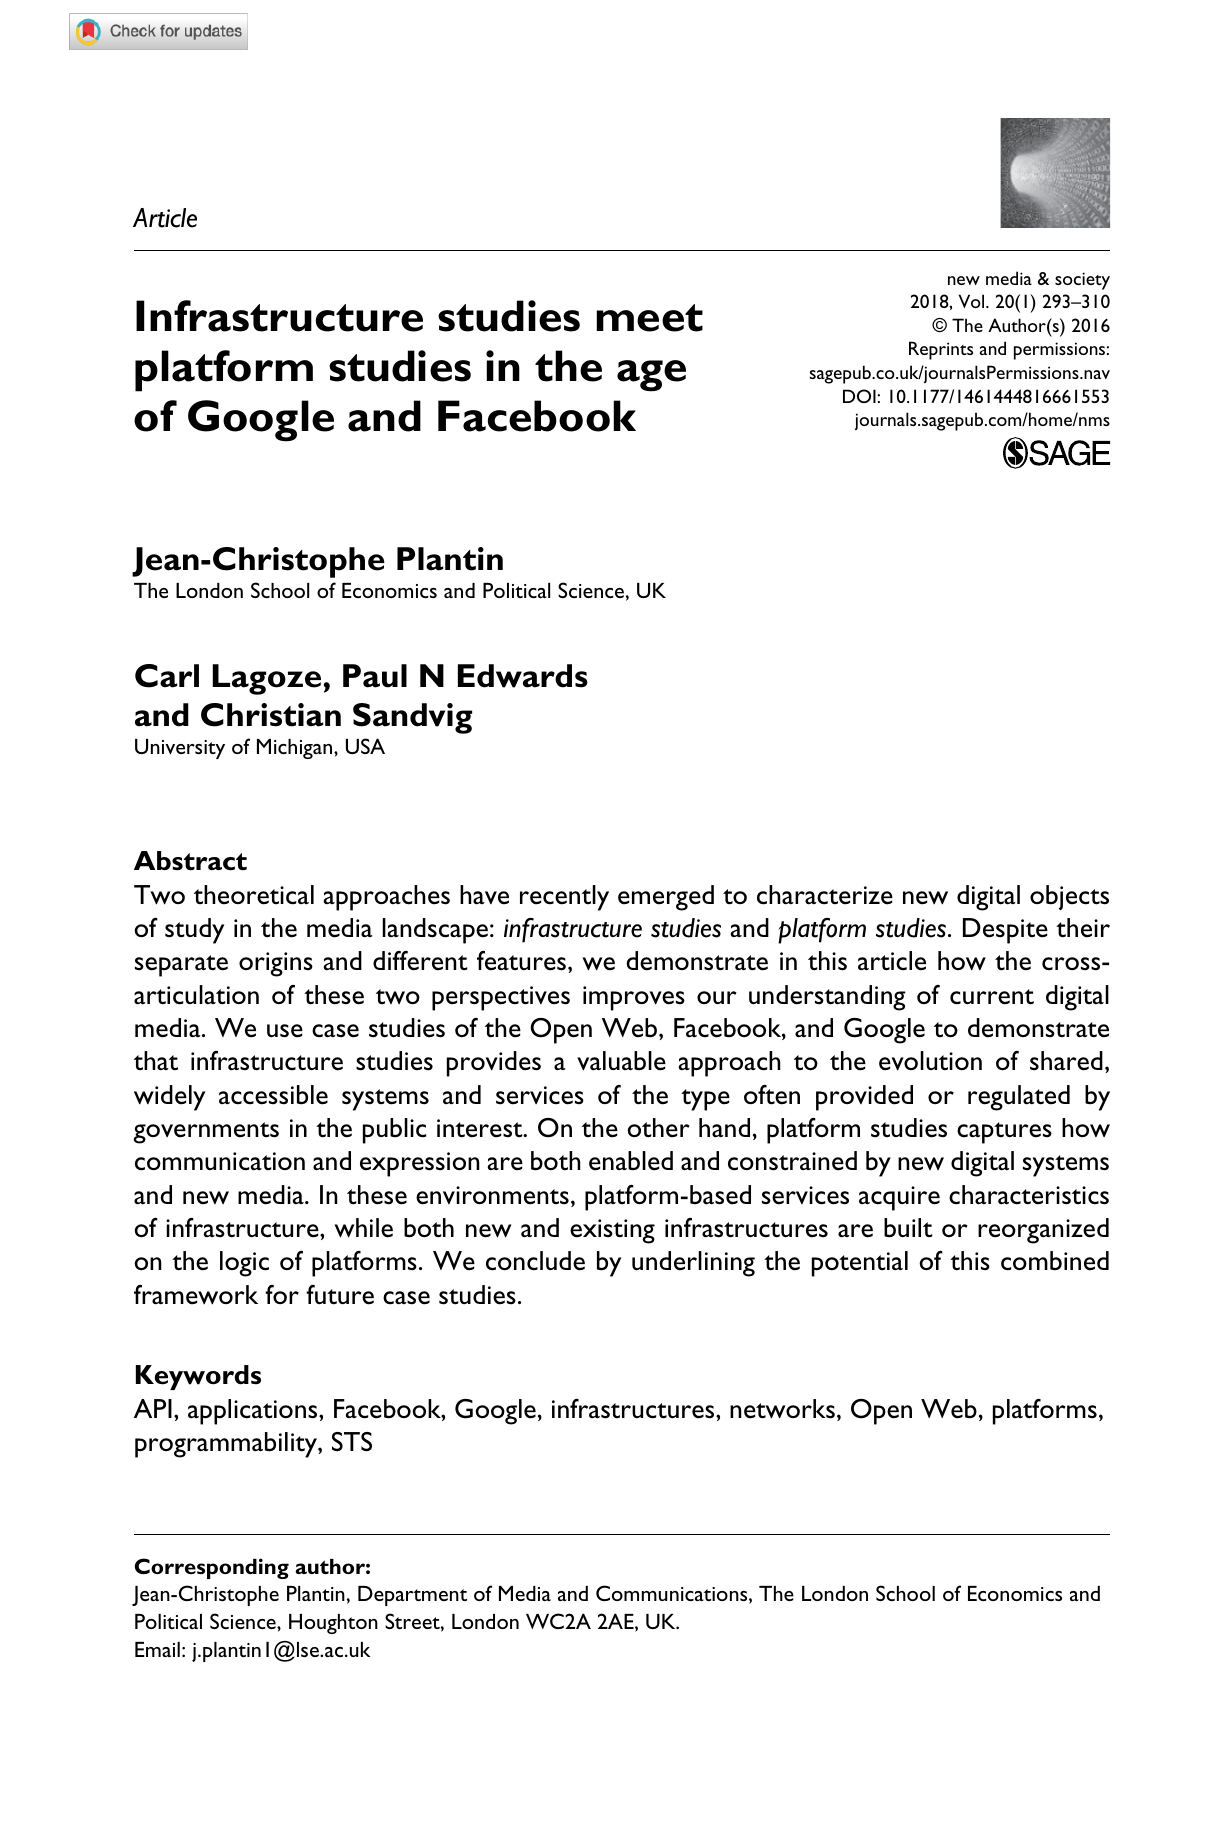 Check for updates
Article
new media & society
2018, Vol. 20(1) 293–310
© The Author(s) 2016
Reprints and permissions:
sagepub.co.uk/journalsPermissions.nav
DOI: 10.1177/1461444816661553
journals.sagepub.com/home/nms
SAGE
Infrastructure studies meet
platform studies in the age
of Google and Facebook
Jean-Christophe Plantin
The London School of Economics and Political Science, UK
Carl Lagoze, Paul N Edwards
and Christian Sandvig
University of Michigan, USA
Abstract
Two theoretical approaches have recently emerged to characterize new digital objects
of study in the media landscape: infrastructure studies and platform studies. Despite their
separate origins and different features, we demonstrate in this article how the cross-
articulation of these two perspectives improves our understanding of current digital
media. We use case studies of the Open Web, Facebook, and Google to demonstrate
that infrastructure studies provides a valuable approach to the evolution of shared,
widely accessible systems and services of the type often provided or regulated by
governments in the public interest. On the other hand, platform studies captures how
communication and expression are both enabled and constrained by new digital systems
and new media. In these environments, platform-based services acquire characteristics
of infrastructure, while both new and existing infrastructures are built or reorganized
on the logic of platforms. We conclude by underlining the potential of this combined
framework for future case studies.
Keywords
API, applications, Facebook, Google, infrastructures, networks, Open Web, platforms,
programmability, STS
Corresponding author:
Jean-Christophe Plantin, Department of Media and Communications, The London School of Economics and
Political Science, Houghton Street, London WC2A 2AE, UK.
Email: j.plantin1@lse.ac.uk